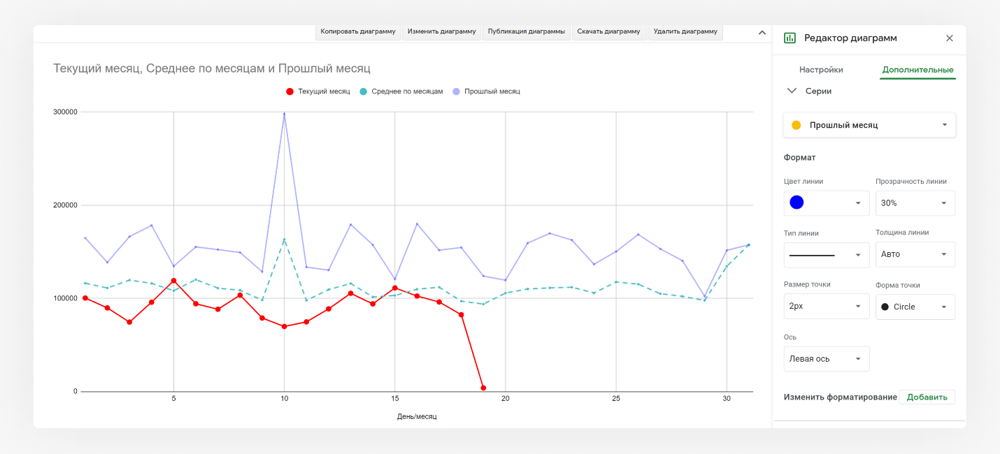 Копировать диаграмму Изменить диаграмму Публикация диаграммы Скачать диаграмму Удалить диаграмму
Текущий месяц, Среднее по месяцам и Прошлый месяц
Текущий месяц Среднее по месяцам Прошлый месяц
300000
200000
100000
0
5 10 15 20 25 30
День/месяц
Редактор диаграмм
Настройки Дополнительные
Серии
Прошлый месяц
Формат
Цвет линии Прозрачность линии
30%
Тип линии Толщина линии
Авто
Размер точки Форма точки
2px Circle
Ось
Левая ось
Изменить форматирование Добавить